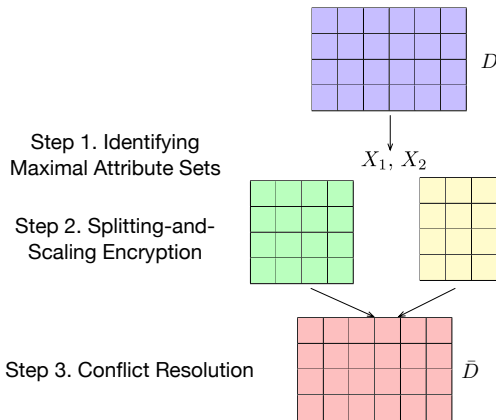 D
Step 1. Identifying
Maximal Attribute Sets
X₁, X₂
Step 2. Splitting-and-
Scaling Encryption
Step 3. Conflict Resolution
D̄